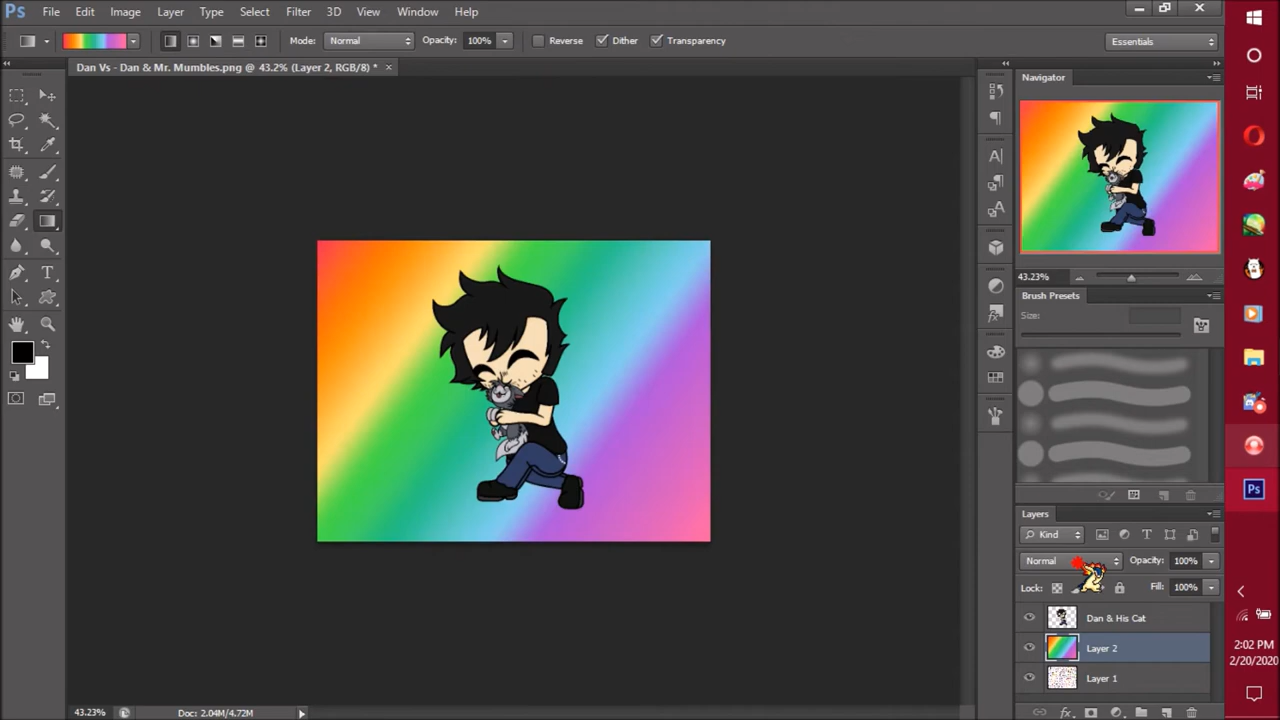 Ps File Edit Image Layer Type Select Filter 3D View Window Help
Mode: Normal Opacity: 100% Reverse Dither Transparency Essentials
Dan Vs - Dan & Mr. Mumbles.png @ 43.2% (Layer 2, RGB/8) * ×
Navigator
43.23%
Brush Presets
Size:
Layers
Kind
Normal Opacity: 100%
Lock: Fill: 100%
Dan & His Cat
Layer 2
Layer 1
43.23% Doc: 2.04M/4.72M
Ps
2:02 PM
2/20/2020